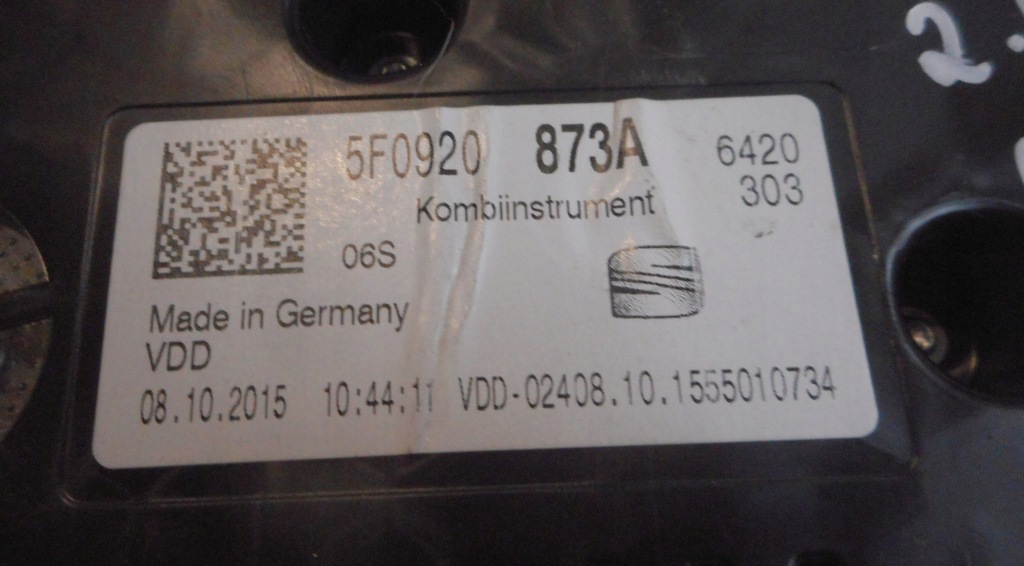 5F0920 873A 6420
303
Kombiinstrument
06S
Made in Germany
VDD
08.10.2015 10:44:11 VDD-02408.10.1555010734
2.